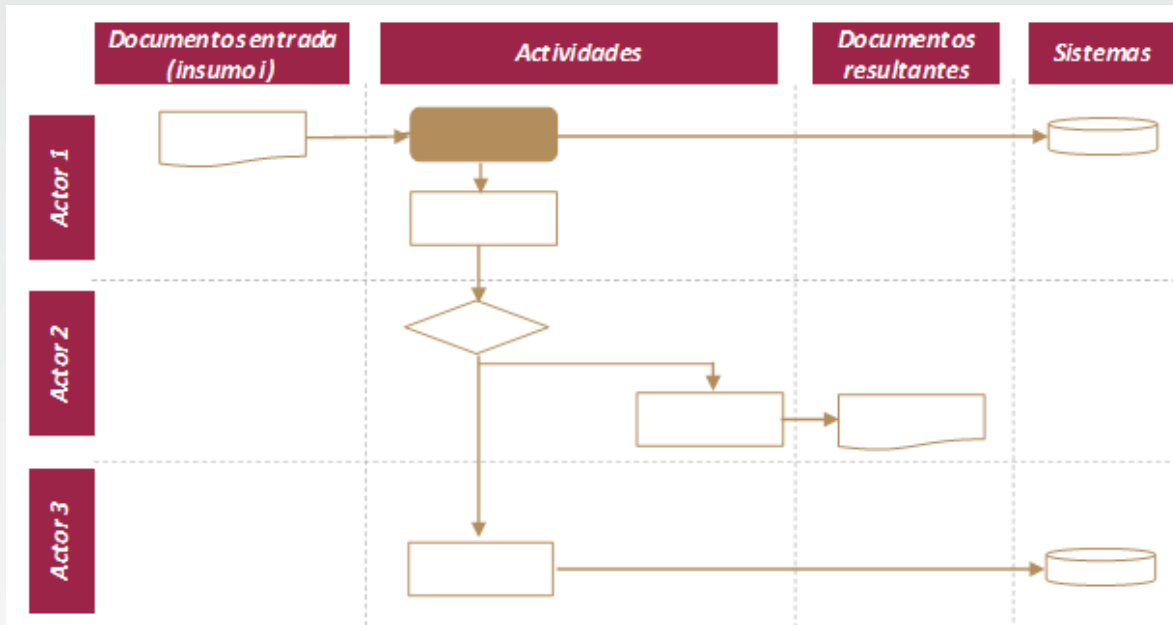 Documentos entrada
(insumo i)
Actividades
Documentos
resultantes
Sistemas
Actor 1
Actor 2
Actor 3